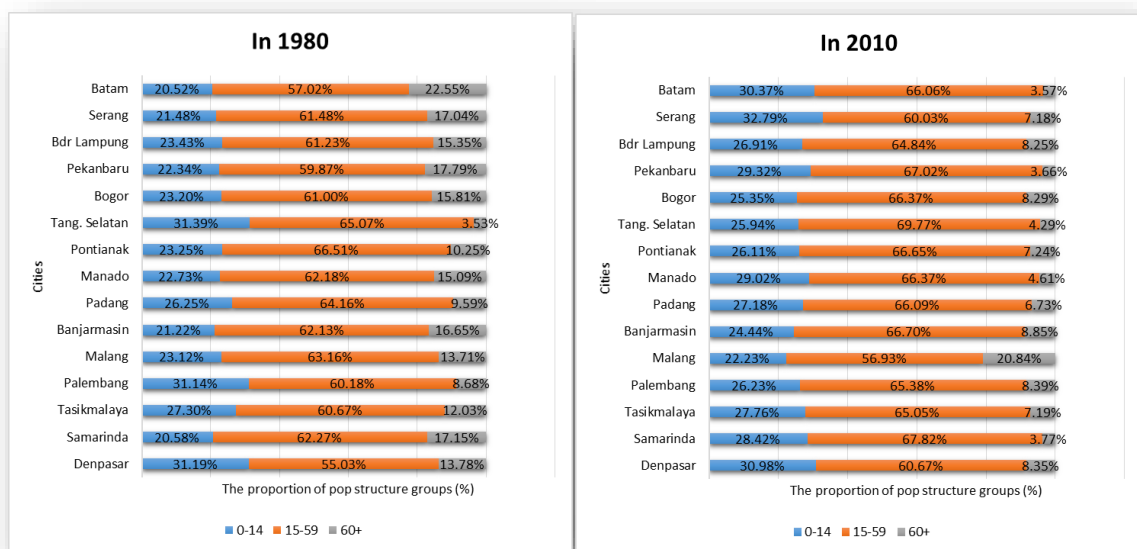 In 1980
Batam 20.52% 57.02% 22.55%
Serang 21.48% 61.48% 17.04%
Bdr Lampung 23.43% 61.23% 15.35%
Pekanbaru 22.34% 59.87% 17.79%
Bogor 23.20% 61.00% 15.81%
Tang. Selatan 31.39% 65.07% 3.53%
Pontianak 23.25% 66.51% 10.25%
Manado 22.73% 62.18% 15.09%
Padang 26.25% 64.16% 9.59%
Banjarmasin 21.22% 62.13% 16.65%
Malang 23.12% 63.16% 13.71%
Palembang 31.14% 60.18% 8.68%
Tasikmalaya 27.30% 60.67% 12.03%
Samarinda 20.58% 62.27% 17.15%
Denpasar 31.19% 55.03% 13.78%
Cities
The proportion of pop structure groups (%)
0-14 15-59 60+
In 2010
Batam 30.37% 66.06% 3.57%
Serang 32.79% 60.03% 7.18%
Bdr Lampung 26.91% 64.84% 8.25%
Pekanbaru 29.32% 67.02% 3.66%
Bogor 25.35% 66.37% 8.29%
Tang. Selatan 25.94% 69.77% 4.29%
Pontianak 26.11% 66.65% 7.24%
Manado 29.02% 66.37% 4.61%
Padang 27.18% 66.09% 6.73%
Banjarmasin 24.44% 66.70% 8.85%
Malang 22.23% 56.93% 20.84%
Palembang 26.23% 65.38% 8.39%
Tasikmalaya 27.76% 65.05% 7.19%
Samarinda 28.42% 67.82% 3.77%
Denpasar 30.98% 60.67% 8.35%
Cities
The proportion of pop structure groups (%)
0-14 15-59 60+